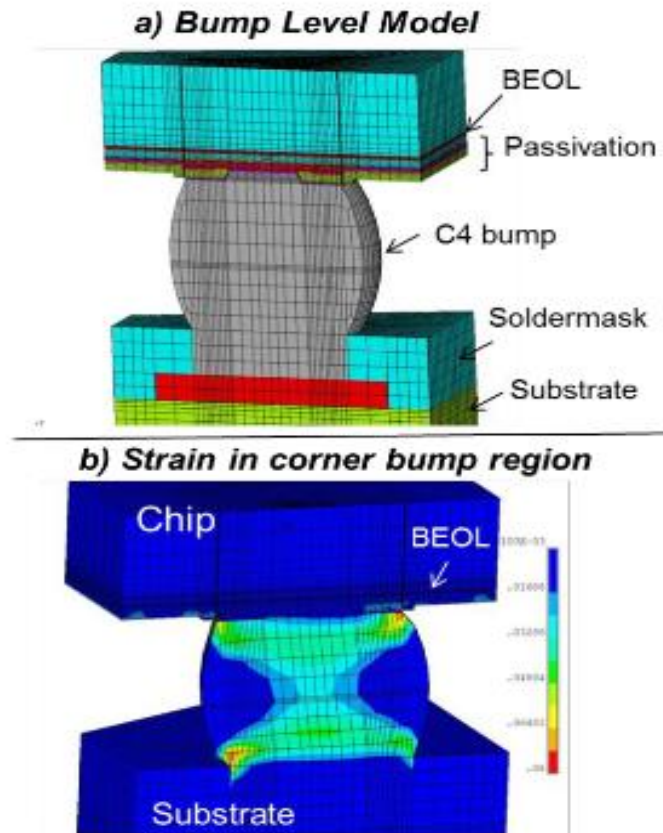 a) Bump Level Model
BEOL
Passivation
C4 bump
Soldermask
Substrate
b) Strain in corner bump region
Chip
BEOL
Substrate